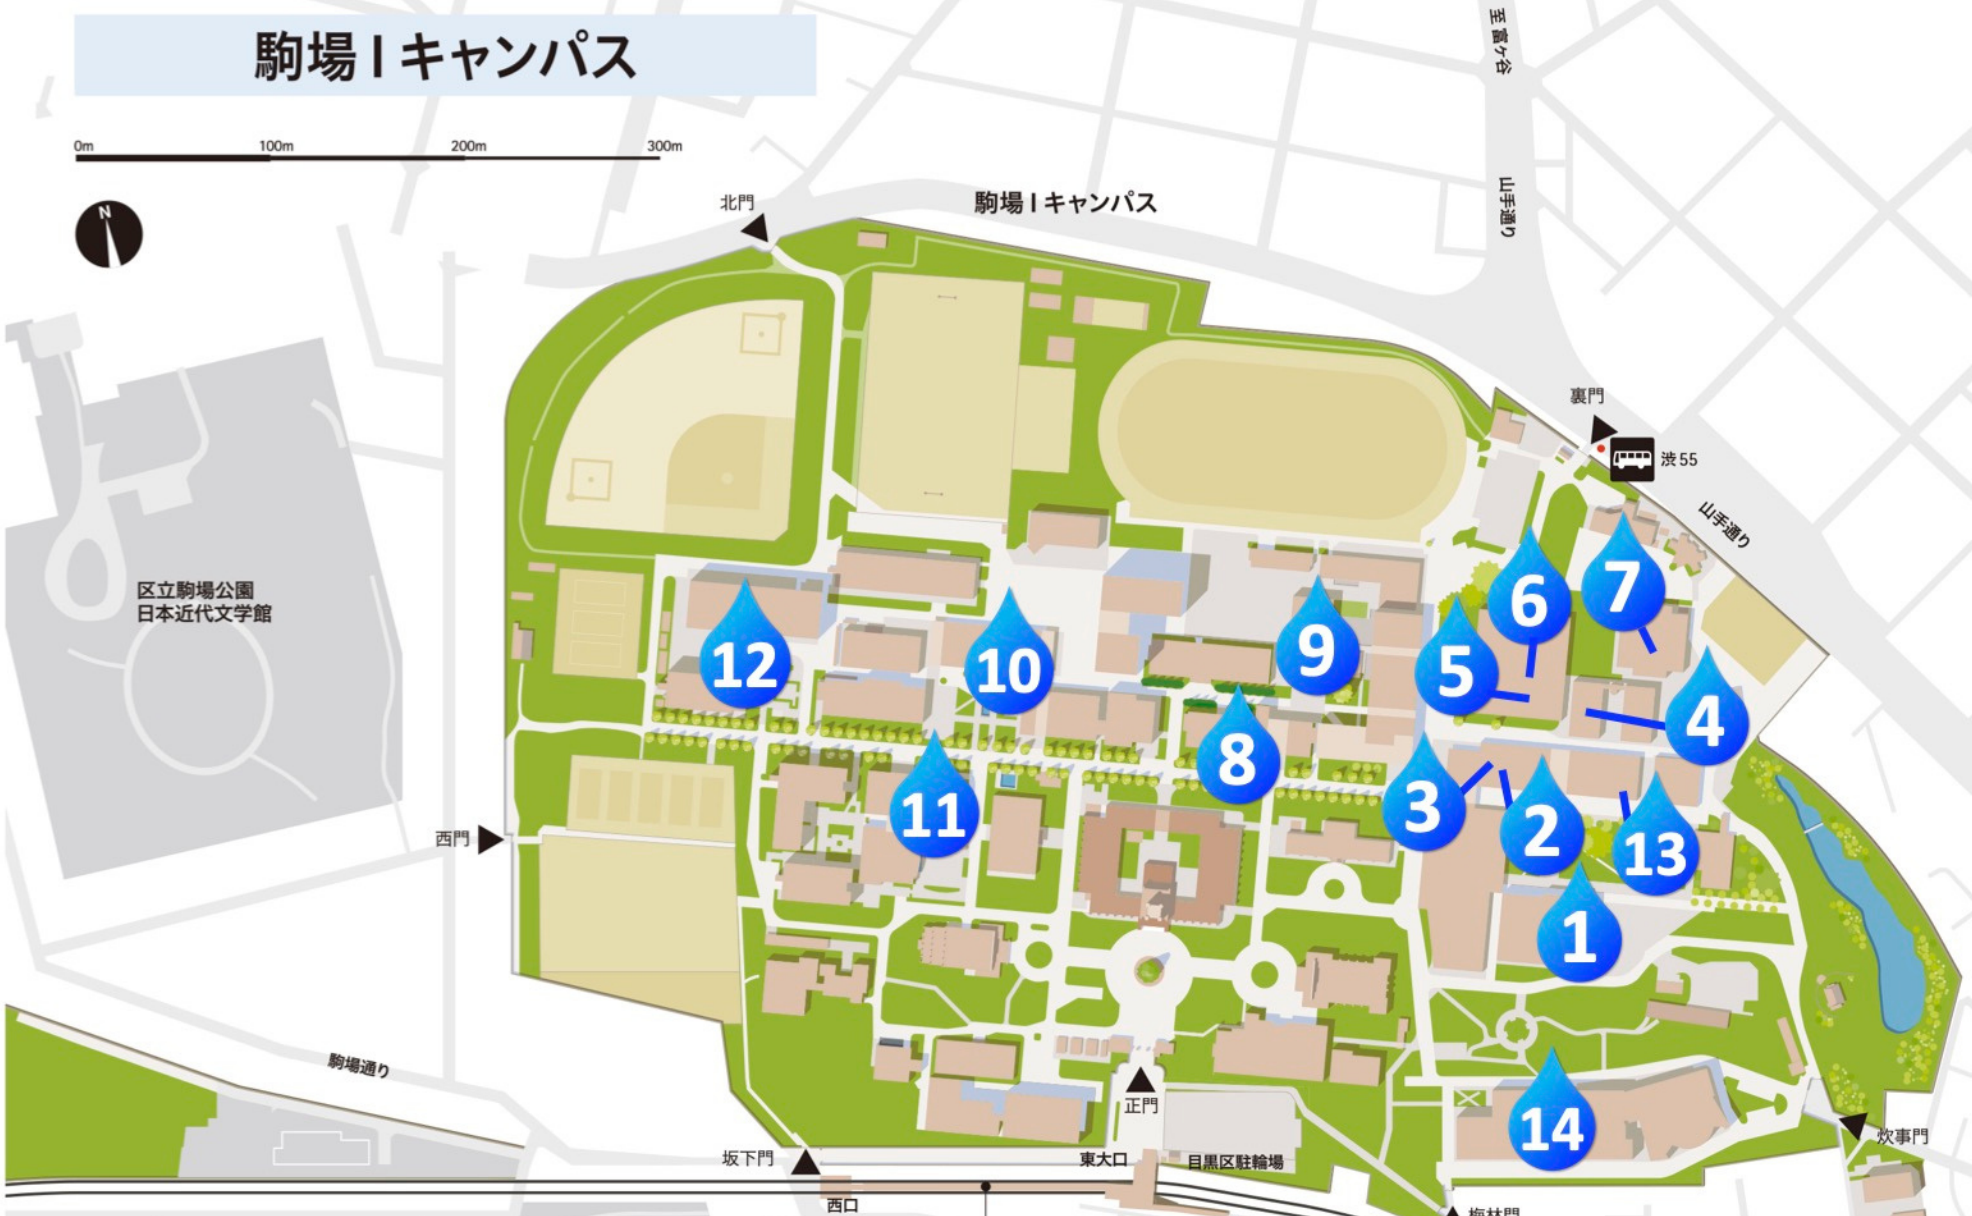 駒場Ⅰキャンパス
0m 100m 200m 300m
N
至富ヶ谷
山手通り
北門
駒場Ⅰキャンパス
裏門
渋55
山手通り
区立駒場公園
日本近代文学館
6
7
12
10
9
5
4
8
3
2
13
11
西門
1
駒場通り
正門
14
炊事門
坂下門
東大口
目黒区駐輪場
西口
梅林門